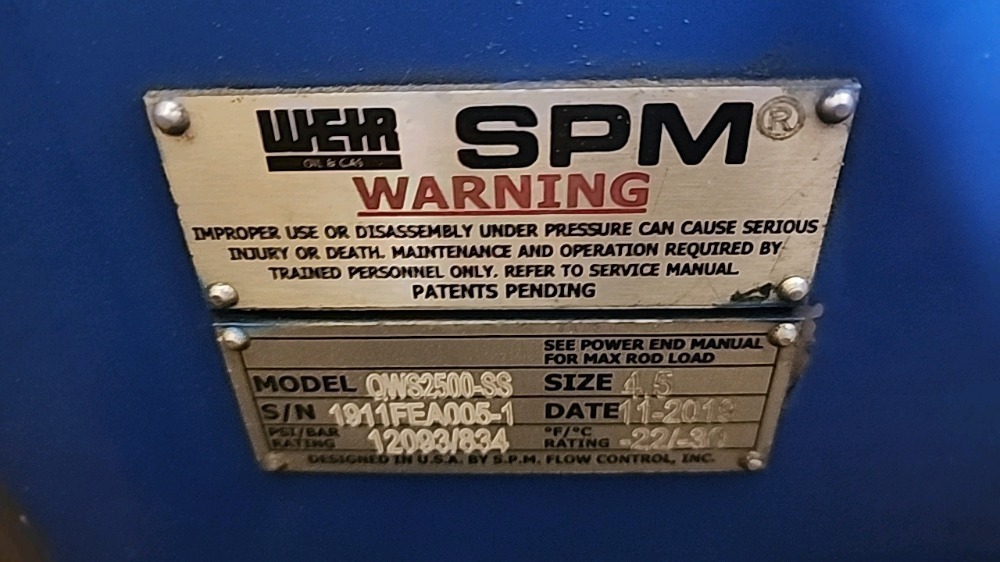 WEIR SPM®
OIL & GAS
WARNING
IMPROPER USE OR DISASSEMBLY UNDER PRESSURE CAN CAUSE SERIOUS
INJURY OR DEATH. MAINTENANCE AND OPERATION REQUIRED BY
TRAINED PERSONNEL ONLY. REFER TO SERVICE MANUAL.
PATENTS PENDING
SEE POWER END MANUAL
FOR MAX ROD LOAD
MODEL QWS2500-SS SIZE 4.5
S/N 1911FEA005-1 DATE
PSI/BAR RATING 12093/834 °F/°C RATING -22/-30
DESIGNED IN U.S.A. BY S.P.M. FLOW CONTROL, INC.